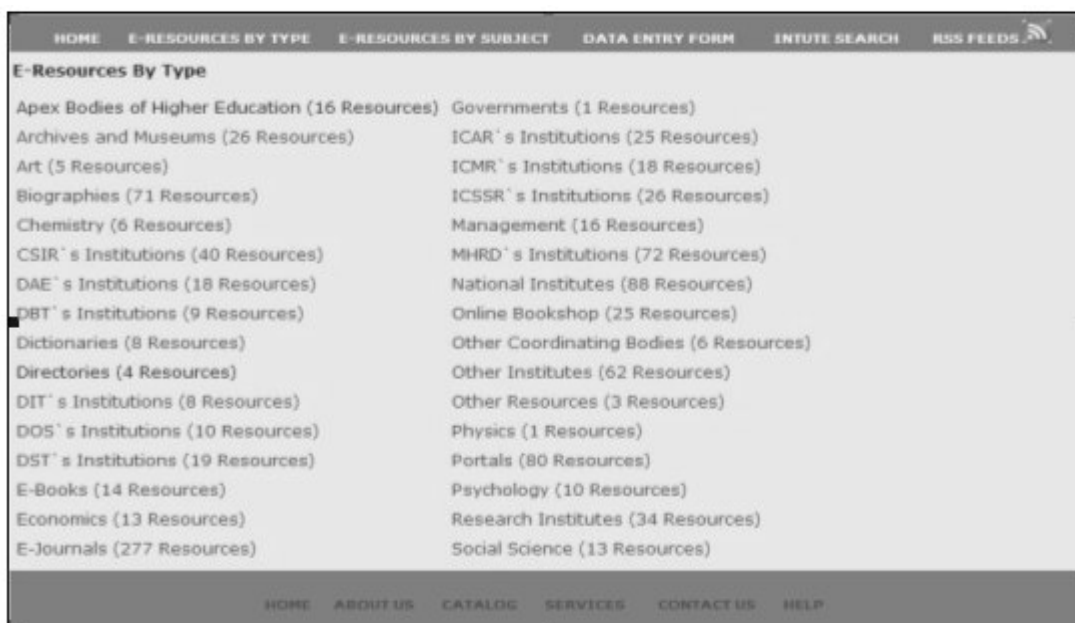 HOME E-RESOURCES BY TYPE E-RESOURCES BY SUBJECT DATA ENTRY FORM INTUTE SEARCH RSS FEEDS
E-Resources By Type
Apex Bodies of Higher Education (16 Resources)
Archives and Museums (26 Resources)
Art (5 Resources)
Biographies (71 Resources)
Chemistry (6 Resources)
CSIR`s Institutions (40 Resources)
DAE`s Institutions (18 Resources)
DBT`s Institutions (9 Resources)
Dictionaries (8 Resources)
Directories (4 Resources)
DIT`s Institutions (8 Resources)
DOS`s Institutions (10 Resources)
DST`s Institutions (19 Resources)
E-Books (14 Resources)
Economics (13 Resources)
E-Journals (277 Resources)
Governments (1 Resources)
ICAR`s Institutions (25 Resources)
ICMR`s Institutions (18 Resources)
ICSSR`s Institutions (26 Resources)
Management (16 Resources)
MHRD`s Institutions (72 Resources)
National Institutes (88 Resources)
Online Bookshop (25 Resources)
Other Coordinating Bodies (6 Resources)
Other Institutes (62 Resources)
Other Resources (3 Resources)
Physics (1 Resources)
Portals (80 Resources)
Psychology (10 Resources)
Research Institutes (34 Resources)
Social Science (13 Resources)
HOME ABOUT US CATALOG SERVICES CONTACT US HELP